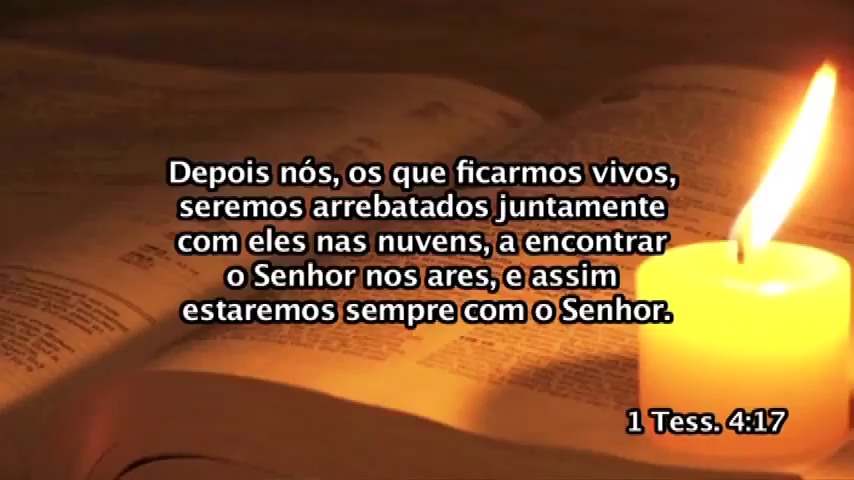 Depois nós, os que ficarmos vivos,
seremos arrebatados juntamente
com eles nas nuvens, a encontrar
o Senhor nos ares, e assim
estaremos sempre com o Senhor.
1 Tess. 4:17